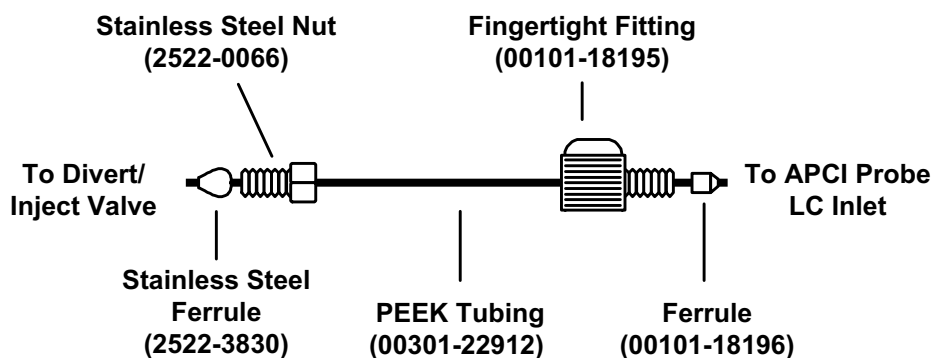 Stainless Steel Nut
(2522-0066)
Fingertight Fitting
(00101-18195)
To Divert/
Inject Valve
To APCI Probe
LC Inlet
Stainless Steel
Ferrule
(2522-3830)
PEEK Tubing
(00301-22912)
Ferrule
(00101-18196)